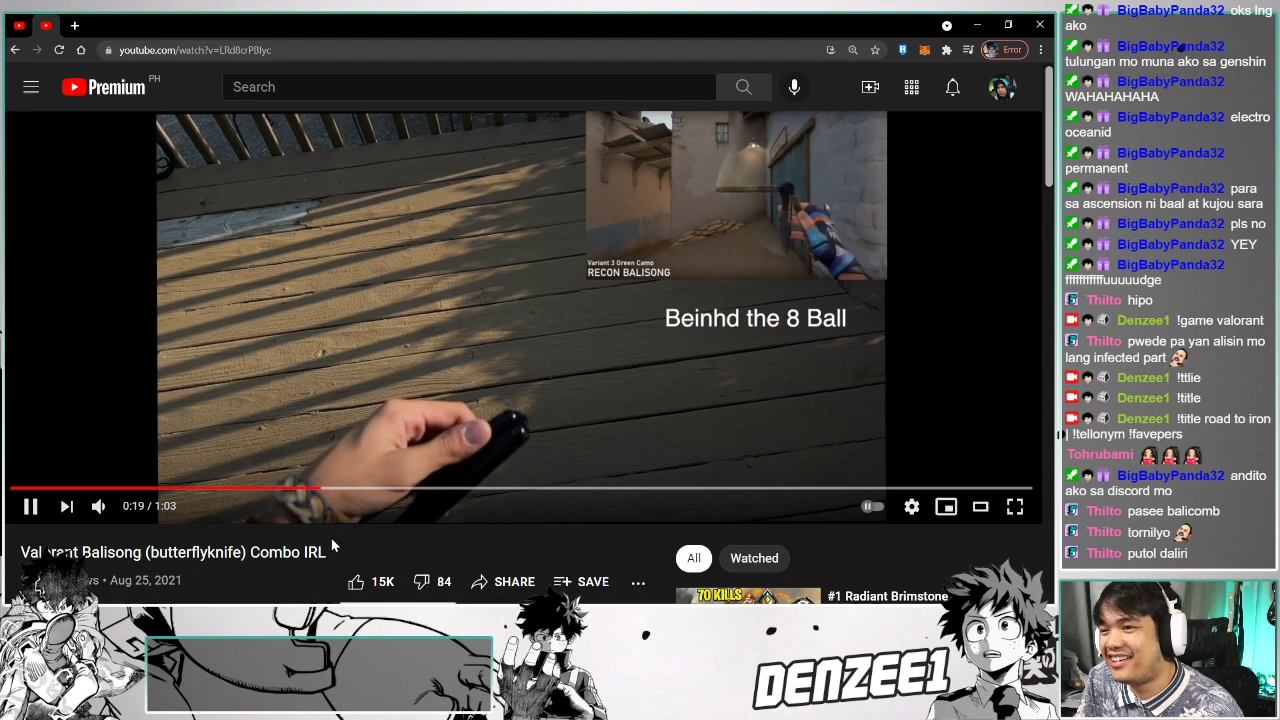 Error
youtube.com/watch?v=LRd8crPBlyc
Premium PH
Search
Variant 3 Green Camo
RECON BALISONG
Beinhd the 8 Ball
0:19 / 1:03
Valorant Balisong (butterflyknife) Combo IRL
• Aug 25, 2021
15K
84
SHARE
SAVE
All
Watched
70 KILLS
#1 Radiant Brimstone
BigBabyPanda32 oks lng
ako
BigBabyPanda32
tulungan mo muna ako sa genshin
BigBabyPanda32
WAHAHAHAHA
BigBabyPanda32 electro
oceanid
BigBabyPanda32
permanent
BigBabyPanda32 para
sa ascension ni baal at kujou sara
BigBabyPanda32 pls no
BigBabyPanda32 YEY
BigBabyPanda32
fffffffffffuuuuudge
Thilto hipo
Denzee1 !game valorant
Thilto pwede pa yan alisin mo
lang infected part
Denzee1 !ttlie
Denzee1 !title
Denzee1 !title road to iron
| !tellonym !favepers
Tohrubami
BigBabyPanda32 andito
ako sa discord mo
Thilto pasee balicomb
Thilto tornilyo
Thilto putol daliri
DENZEE1